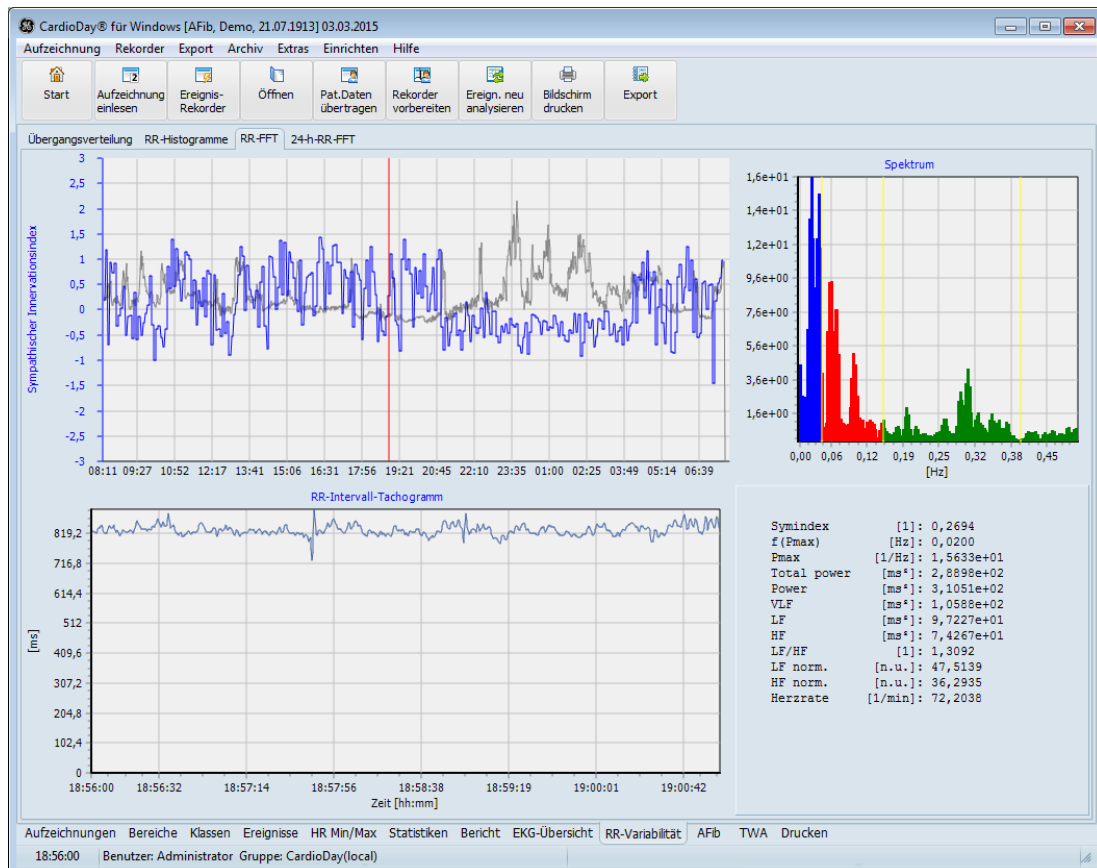 CardioDay® für Windows [AFib, Demo, 21.07.1913] 03.03.2015
Aufzeichnung Rekorder Export Archiv Extras Einrichten Hilfe
Start
Aufzeichnung einlesen
Ereignis-Rekorder
Öffnen
Pat.Daten übertragen
Rekorder vorbereiten
Ereign. neu analysieren
Bildschirm drucken
Export
Übergangsverteilung RR-Histogramme RR-FFT 24-h-RR-FFT
Sympathischer Innervationsindex
3
2,5
2
1,5
1
0,5
0
-0,5
-1
-1,5
-2
-2,5
-3
08:11 09:27 10:52 12:17 13:41 15:06 16:31 17:56 19:21 20:45 22:10 23:35 01:00 02:25 03:49 05:14 06:39
Spektrum
1,6e+01
1,4e+01
1,2e+01
9,6e+00
7,6e+00
5,6e+00
3,6e+00
1,6e+00
0,00 0,06 0,12 0,19 0,25 0,26 0,32 0,38 0,45
[Hz]
RR-Intervall-Tachogramm
[ms]
819,2
716,8
614,4
512
409,6
307,2
204,8
102,4
0
18:56:00 18:56:32 18:57:14 18:57:56 18:58:38 18:59:19 19:00:01 19:00:42
Zeit [hh:mm]
Symindex [1]: 0,2694
f(Pmax) [Hz]: 0,0200
Pmax [1/Hz]: 1,5633e+01
Total power [ms²]: 2,8898e+02
Power [ms²]: 3,1051e+02
VLF [ms²]: 1,0588e+02
LF [ms²]: 9,7227e+01
HF [ms²]: 7,4267e+01
LF/HF [1]: 1,3092
LF norm. [n.u.]: 47,5139
HF norm. [n.u.]: 36,2935
Herzrate [1/min]: 72,2038
Aufzeichnungen Bereiche Klassen Ereignisse HR Min/Max Statistiken Bericht EKG-Übersicht RR-Variabilität AFib TWA Drucken
18:56:00 Benutzer: Administrator Gruppe: CardioDay(local)